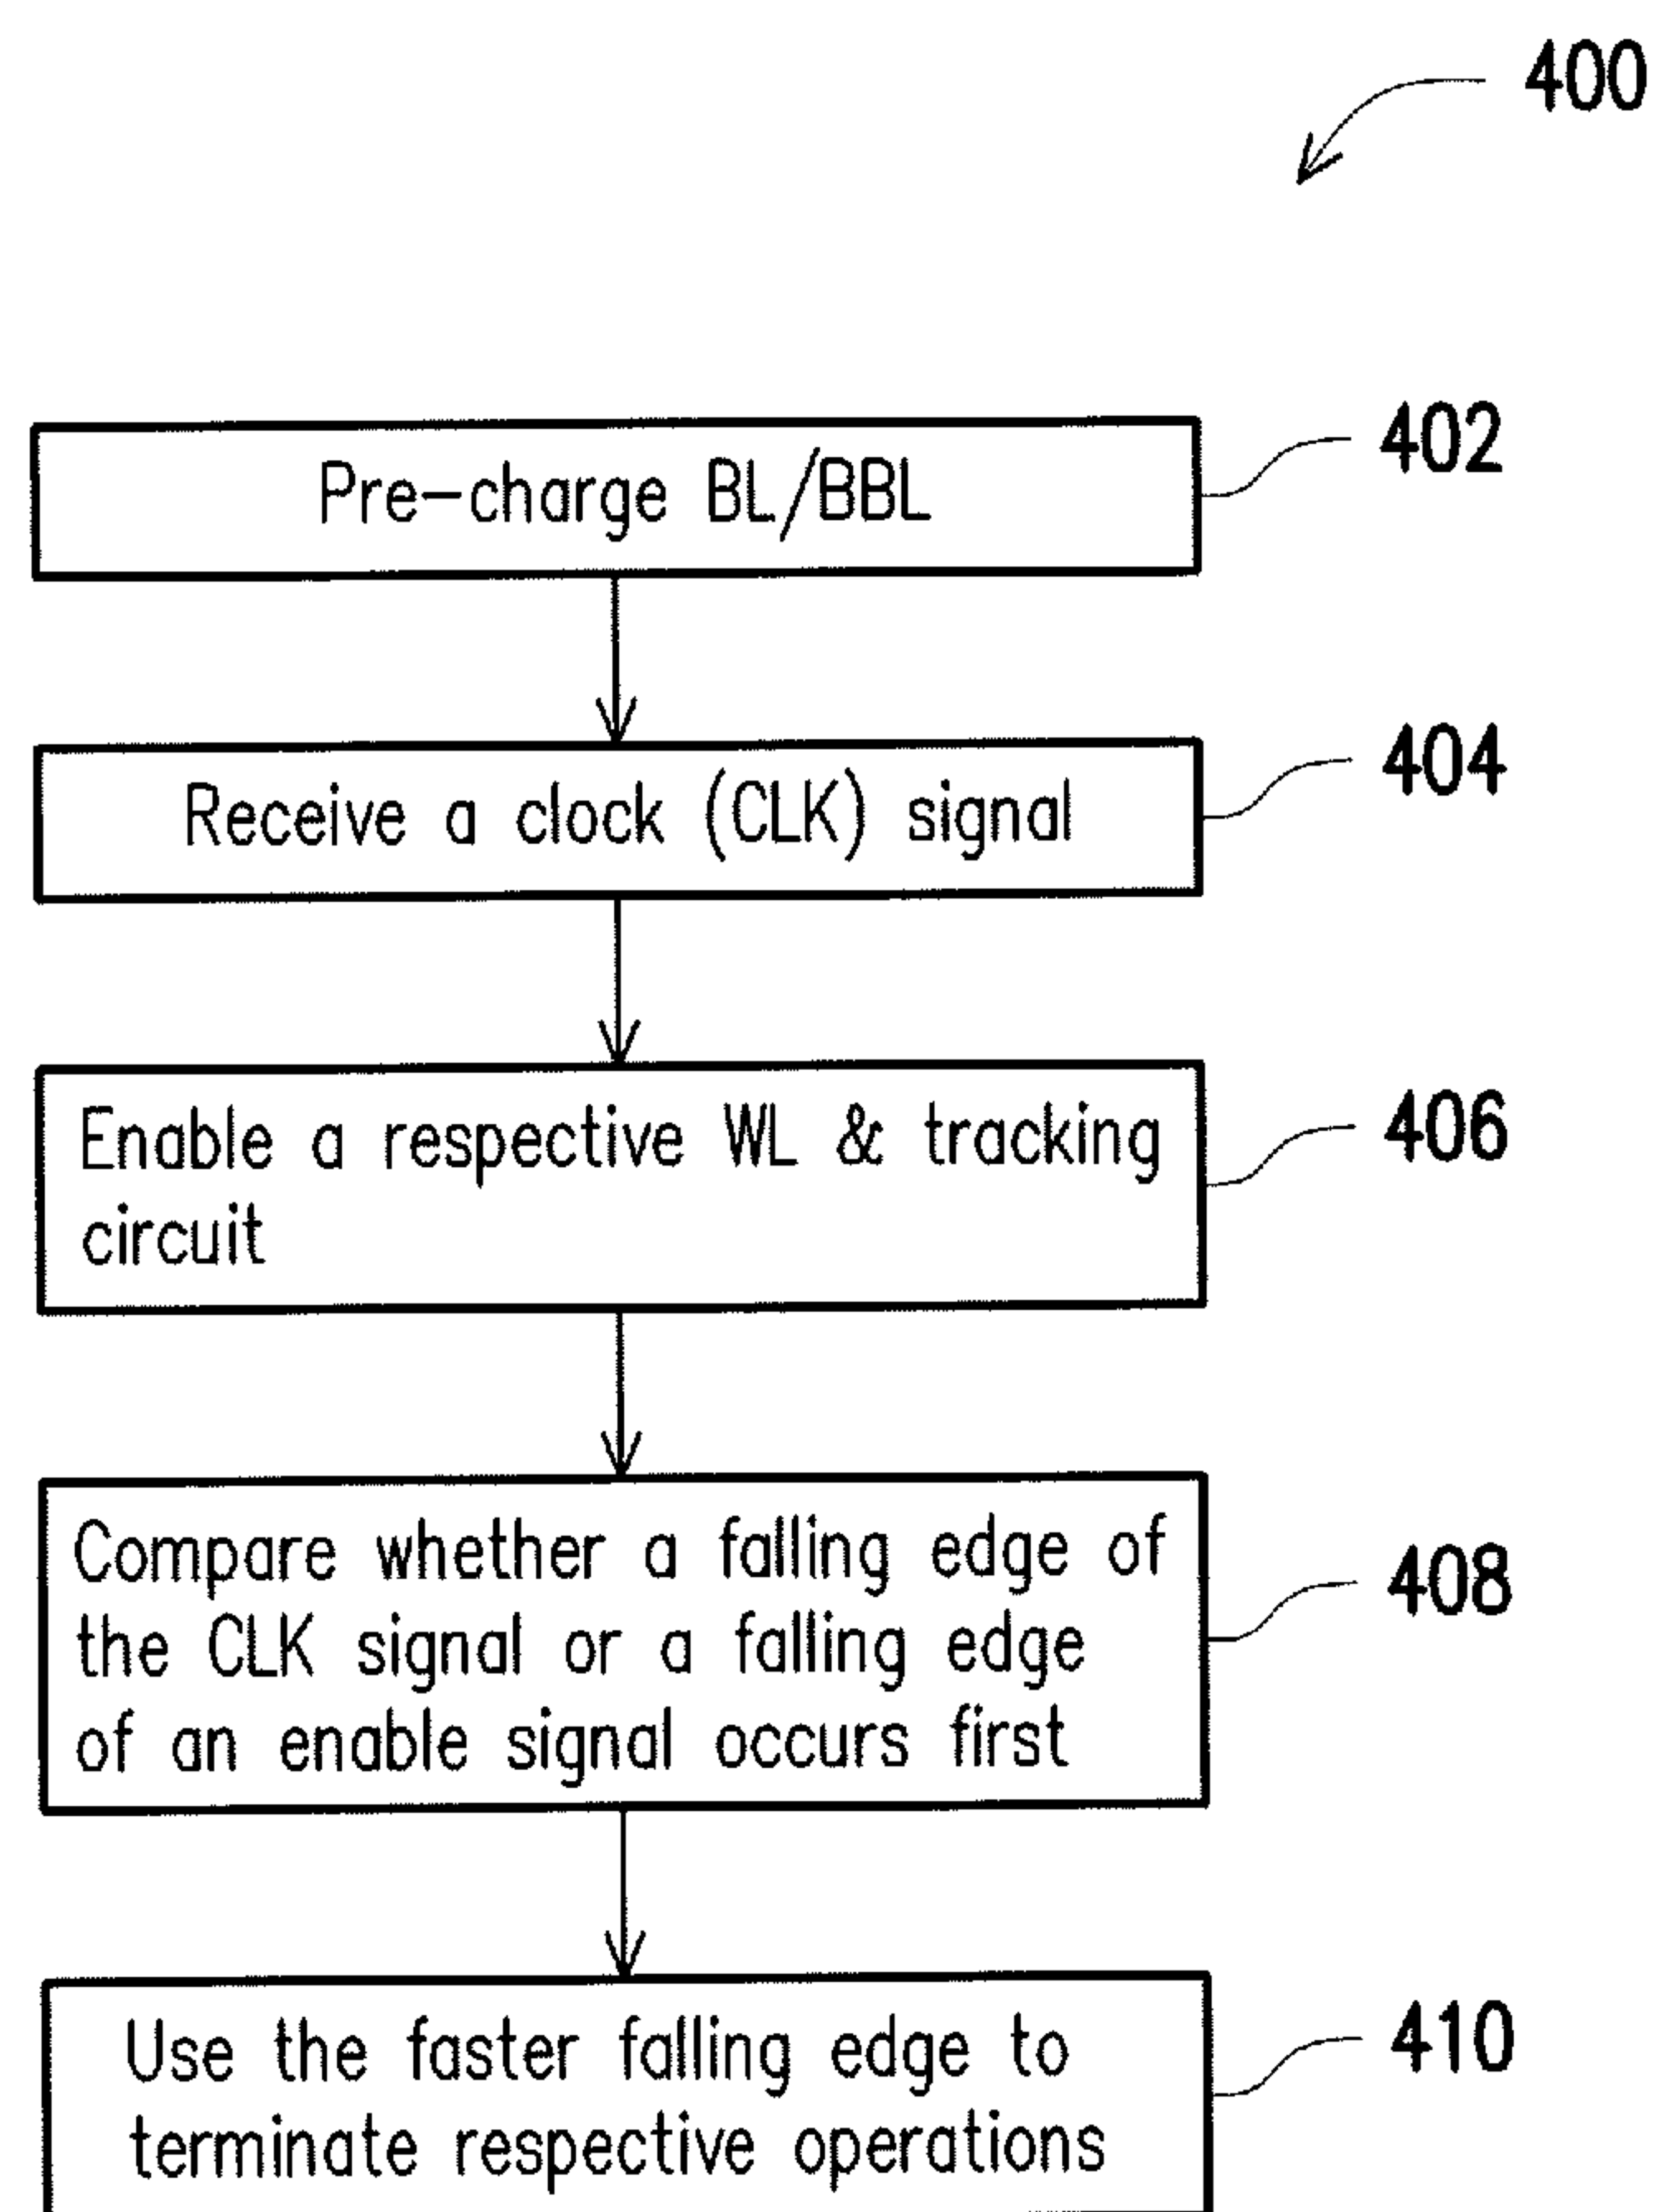 400
Pre-charge BL/BBL
402
Receive a clock (CLK) signal
404
Enable a respective WL & tracking
circuit
406
Compare whether a falling edge of
the CLK signal or a falling edge
of an enable signal occurs first
408
Use the faster falling edge to
terminate respective operations
410